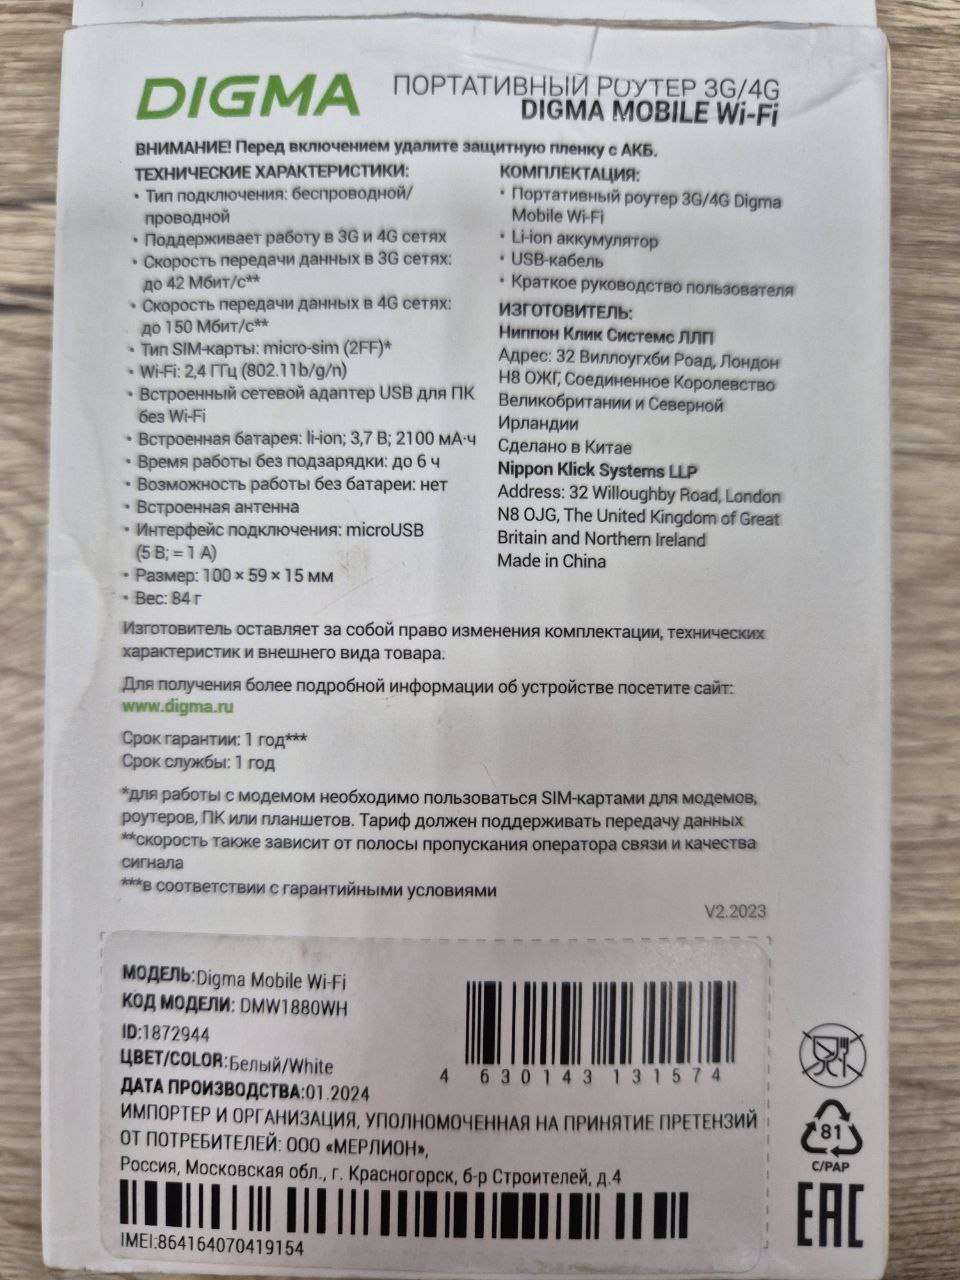 DIGMA
ПОРТАТИВНЫЙ РОУТЕР 3G/4G
DIGMA MOBILE Wi-Fi
ВНИМАНИЕ! Перед включением удалите защитную пленку с АКБ.
ТЕХНИЧЕСКИЕ ХАРАКТЕРИСТИКИ:
• Тип подключения: беспроводной/
проводной
• Поддерживает работу в 3G и 4G сетях
• Скорость передачи данных в 3G сетях:
до 42 Мбит/с**
• Скорость передачи данных в 4G сетях:
до 150 Мбит/с**
• Тип SIM-карты: micro-sim (2FF)*
• Wi-Fi: 2,4 ГГц (802.11b/g/n)
• Встроенный сетевой адаптер USB для ПК
без Wi-Fi
• Встроенная батарея: li-ion; 3,7 В; 2100 мА·ч
• Время работы без подзарядки: до 6 ч
• Возможность работы без батареи: нет
• Встроенная антенна
• Интерфейс подключения: microUSB
(5 В; = 1 А)
• Размер: 100 × 59 × 15 мм
• Вес: 84 г
КОМПЛЕКТАЦИЯ:
• Портативный роутер 3G/4G Digma
Mobile Wi-Fi
• Li-ion аккумулятор
• USB-кабель
• Краткое руководство пользователя
ИЗГОТОВИТЕЛЬ:
Ниппон Клик Системс ЛЛП
Адрес: 32 Виллоугхби Роад, Лондон
Н8 ОЖГ, Соединенное Королевство
Великобритании и Северной
Ирландии
Сделано в Китае
Nippon Klick Systems LLP
Address: 32 Willoughby Road, London
N8 OJG, The United Kingdom of Great
Britain and Northern Ireland
Made in China
Изготовитель оставляет за собой право изменения комплектации, технических
характеристик и внешнего вида товара.
Для получения более подробной информации об устройстве посетите сайт:
www.digma.ru
Срок гарантии: 1 год***
Срок службы: 1 год
*для работы с модемом необходимо пользоваться SIM-картами для модемов,
роутеров, ПК или планшетов. Тариф должен поддерживать передачу данных
**скорость также зависит от полосы пропускания оператора связи и качества
сигнала
***в соответствии с гарантийными условиями
V2.2023
МОДЕЛЬ:Digma Mobile Wi-Fi
КОД МОДЕЛИ: DMW1880WH
ID:1872944
ЦВЕТ/COLOR:Белый/White
ДАТА ПРОИЗВОДСТВА:01.2024
4 630143 131574
ИМПОРТЕР И ОРГАНИЗАЦИЯ, УПОЛНОМОЧЕННАЯ НА ПРИНЯТИЕ ПРЕТЕНЗИЙ
ОТ ПОТРЕБИТЕЛЕЙ: ООО «МЕРЛИОН»,
Россия, Московская обл., г. Красногорск, б-р Строителей, д.4
IMEI:864164070419154
81
C/PAP
EAC